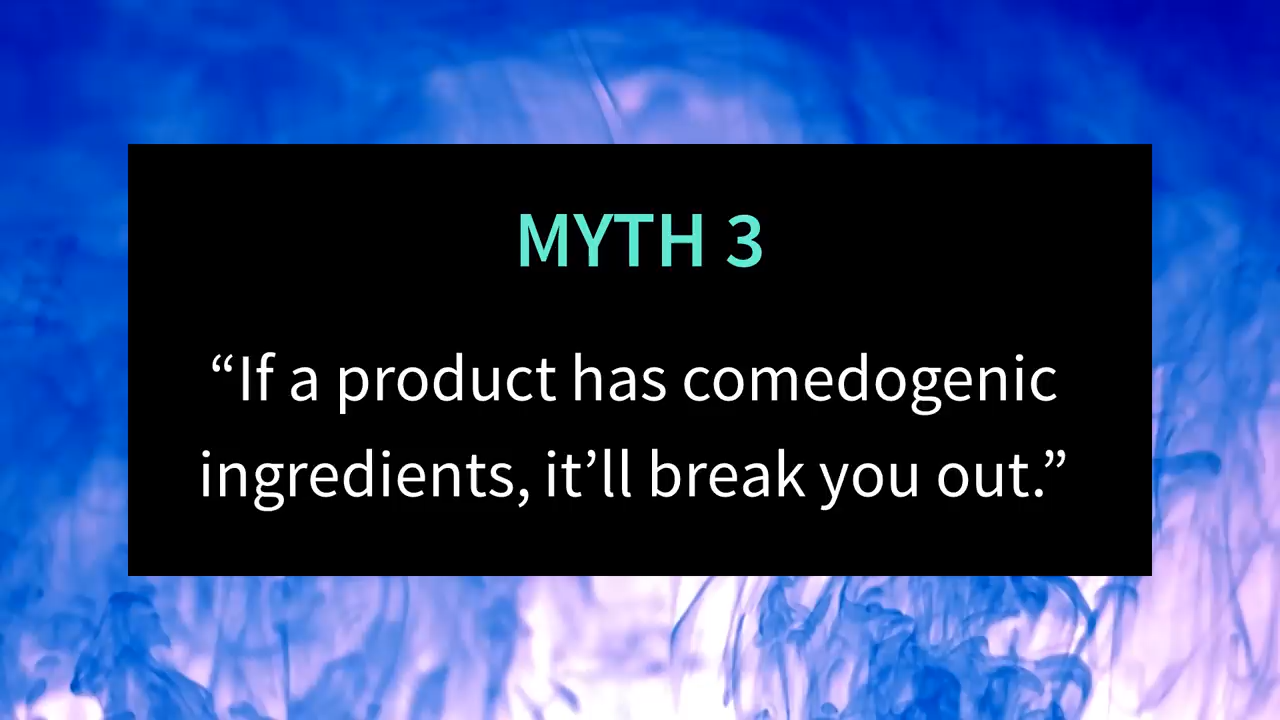 MYTH 3
“If a product has comedogenic
ingredients, it’ll break you out.”